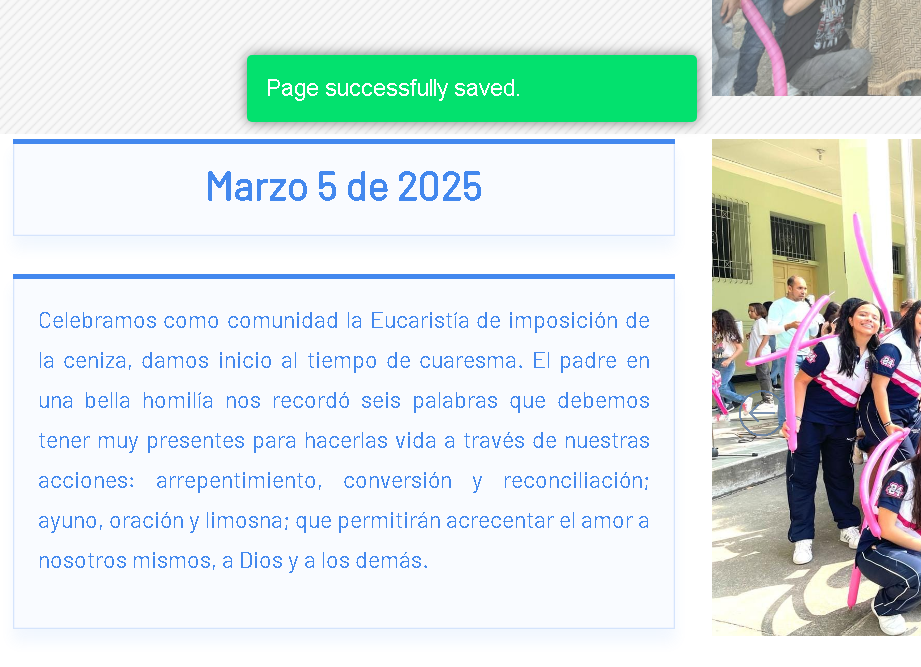 Page successfully saved.
Marzo 5 de 2025
Celebramos como comunidad la Eucaristía de imposición de
la ceniza, damos inicio al tiempo de cuaresma. El padre en
una bella homilía nos recordó seis palabras que debemos
tener muy presentes para hacerlas vida a través de nuestras
acciones: arrepentimiento, conversión y reconciliación;
ayuno, oración y limosna; que permitirán acrecentar el amor a
nosotros mismos, a Dios y a los demás.